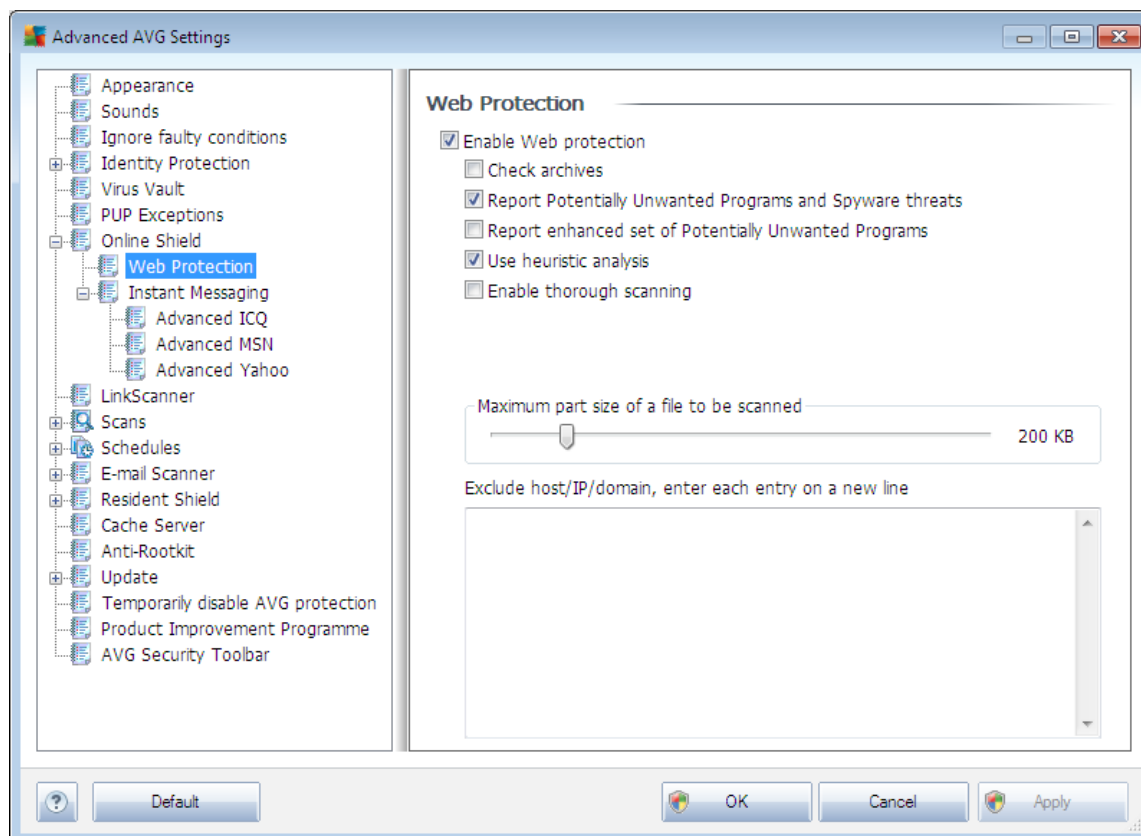 Advanced AVG Settings
Appearance
Sounds
Ignore faulty conditions
Identity Protection
Virus Vault
PUP Exceptions
Online Shield
Web Protection
Instant Messaging
Advanced ICQ
Advanced MSN
Advanced Yahoo
LinkScanner
Scans
Schedules
E-mail Scanner
Resident Shield
Cache Server
Anti-Rootkit
Update
Temporarily disable AVG protection
Product Improvement Programme
AVG Security Toolbar
Web Protection
Enable Web protection
Check archives
Report Potentially Unwanted Programs and Spyware threats
Report enhanced set of Potentially Unwanted Programs
Use heuristic analysis
Enable thorough scanning
Maximum part size of a file to be scanned
200 KB
Exclude host/IP/domain, enter each entry on a new line
?
Default
OK
Cancel
Apply